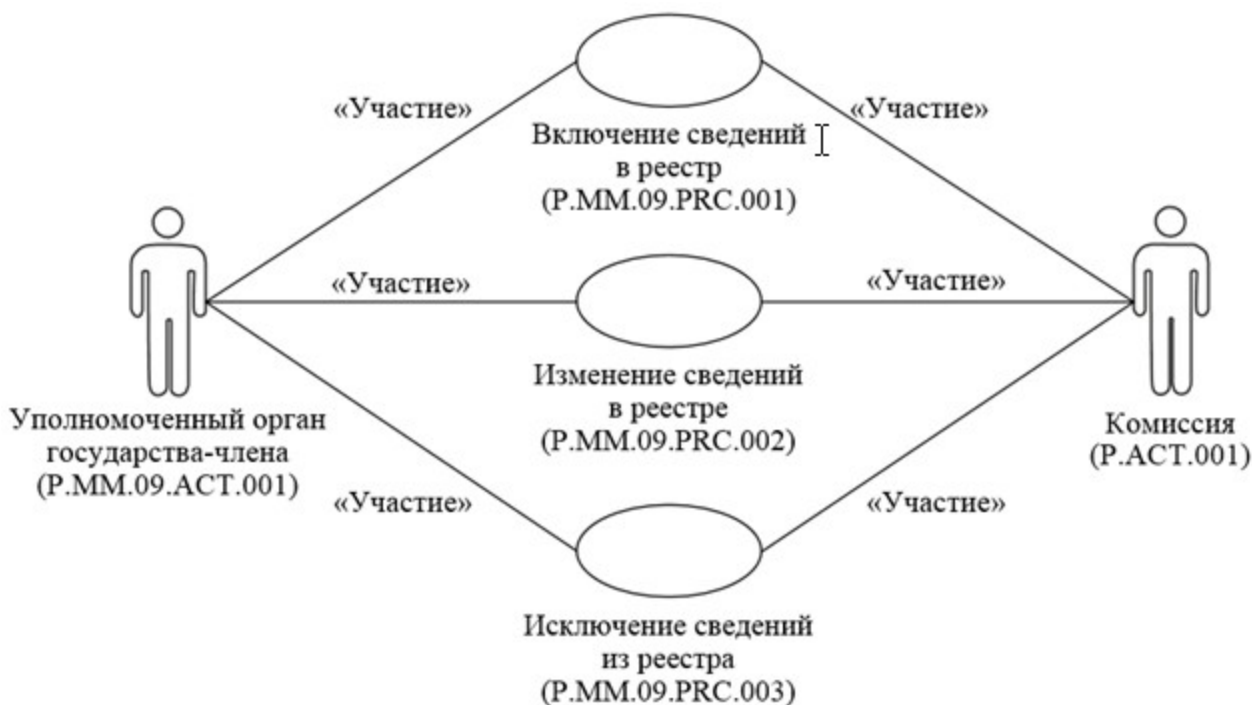 «Участие»
«Участие»
Включение сведений
в реестр
(P.MM.09.PRC.001)
«Участие»
«Участие»
Изменение сведений
в реестре
(P.MM.09.PRC.002)
Уполномоченный орган
государства-члена
(P.MM.09.ACT.001)
Комиссия
(P.ACT.001)
«Участие»
«Участие»
Исключение сведений
из реестра
(P.MM.09.PRC.003)